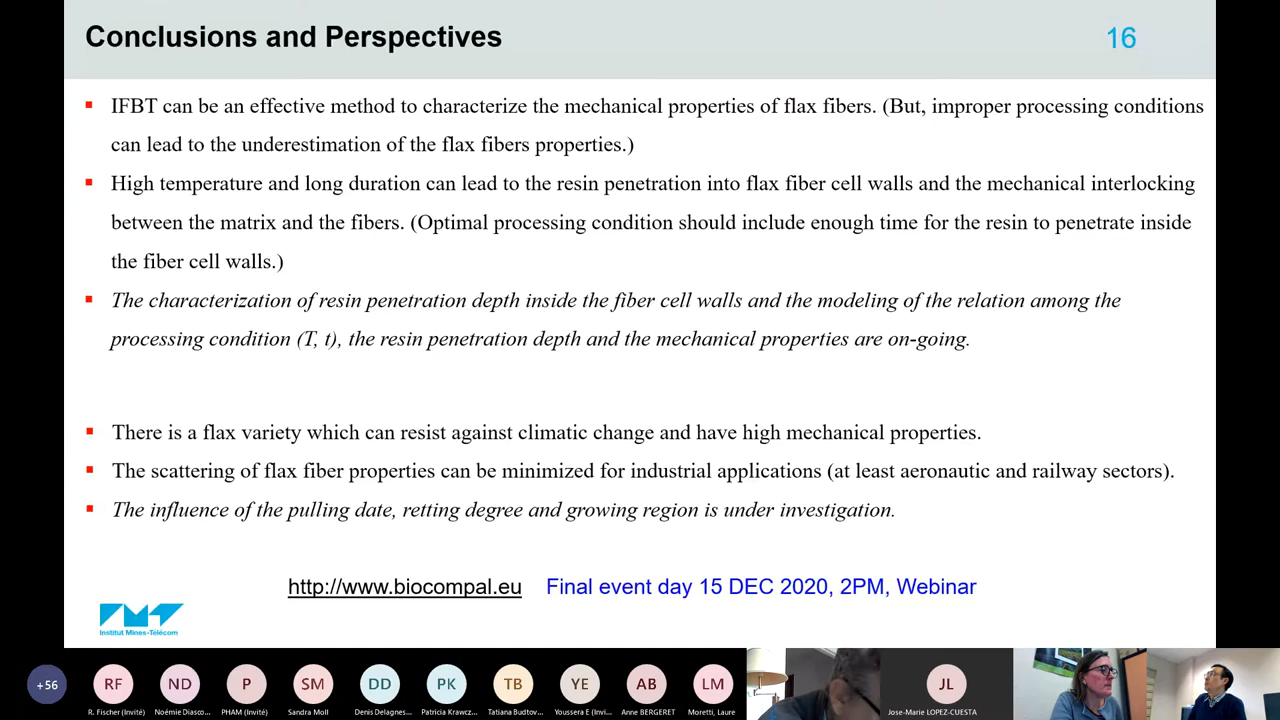 Conclusions and Perspectives
16
IFBT can be an effective method to characterize the mechanical properties of flax fibers. (But, improper processing conditions
can lead to the underestimation of the flax fibers properties.)
High temperature and long duration can lead to the resin penetration into flax fiber cell walls and the mechanical interlocking
between the matrix and the fibers. (Optimal processing condition should include enough time for the resin to penetrate inside
the fiber cell walls.)
The characterization of resin penetration depth inside the fiber cell walls and the modeling of the relation among the
processing condition (T, t), the resin penetration depth and the mechanical properties are on-going.
There is a flax variety which can resist against climatic change and have high mechanical properties.
The scattering of flax fiber properties can be minimized for industrial applications (at least aeronautic and railway sectors).
The influence of the pulling date, retting degree and growing region is under investigation.
http://www.biocompal.eu Final event day 15 DEC 2020, 2PM, Webinar
IMT
Institut Mines-Télécom
+56 RF ND P SM DD PK TB YE AB LM JL
R. Fischer (Invité) Noémie Diasco... PHAM (Invité) Sandra Moll Denis Delagnes... Patricia Krawcz... Tatiana Budtov... Youssera E (Invi... Anne BERGERET Moretti, Laure Jose-Marie LOPEZ-CUESTA